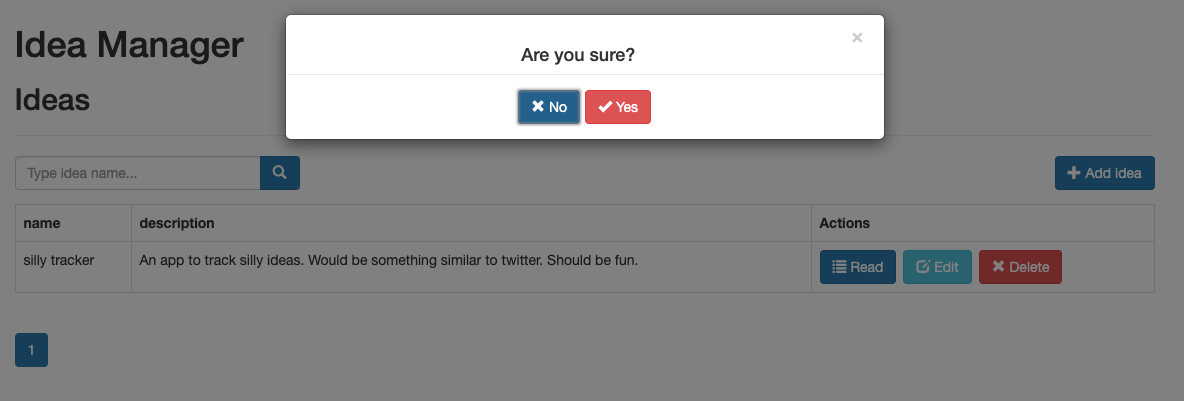 Idea Manager
×
Are you sure?
No Yes
Ideas
Type idea name...
Add idea
name description Actions
silly tracker An app to track silly ideas. Would be something similar to twitter. Should be fun. Read Edit Delete
1